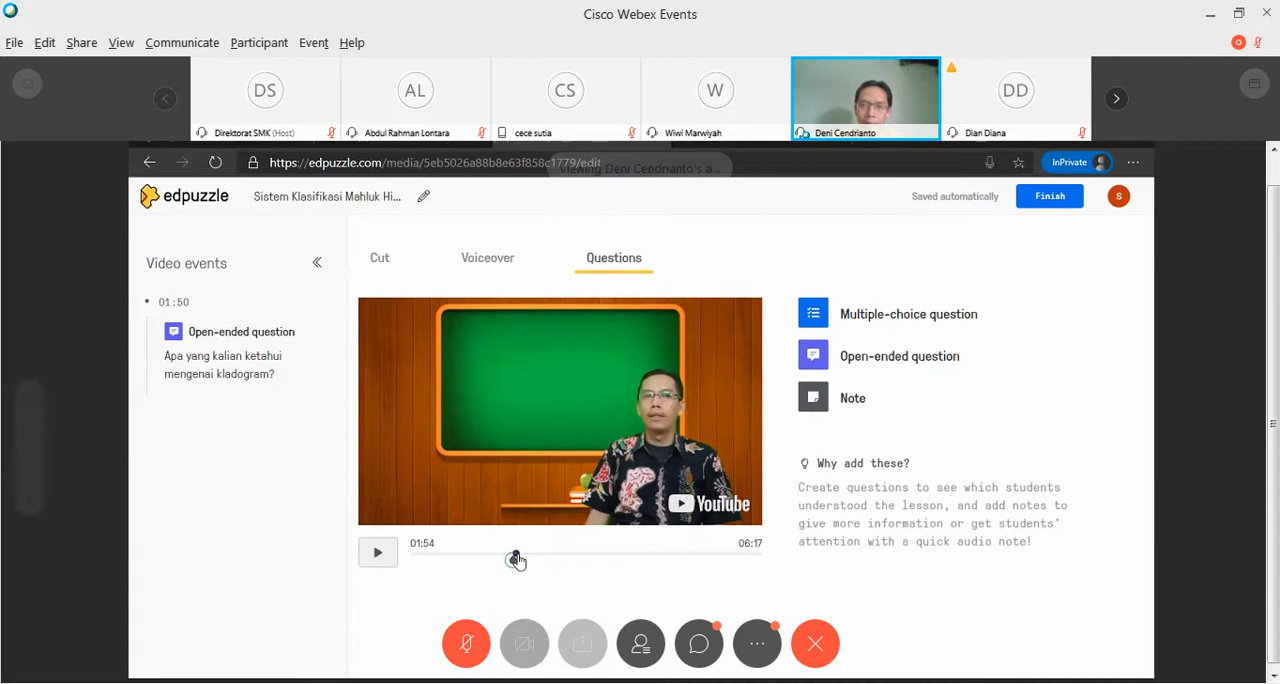 Cisco Webex Events
File Edit Share View Communicate Participant Event Help
DS AL CS W DD
Direktorat SMK (Host) Abdul Rahman Lontara cece sutia Wiwi Marwiyah Deni Cendrianto Dian Diana
https://edpuzzle.com/media/5eb5026a88b8e63f858c1779/edit InPrivate
Viewing Deni Cendrianto's a...
edpuzzle Sistem Klasifikasi Mahluk Hi... Saved automatically Finish S
Video events
Cut Voiceover Questions
01:50
Open-ended question
Apa yang kalian ketahui
mengenai kladogram?
YouTube
01:54 06:17
Multiple-choice question
Open-ended question
Note
Why add these?
Create questions to see which students
understood the lesson, and add notes to
give more information or get students'
attention with a quick audio note!